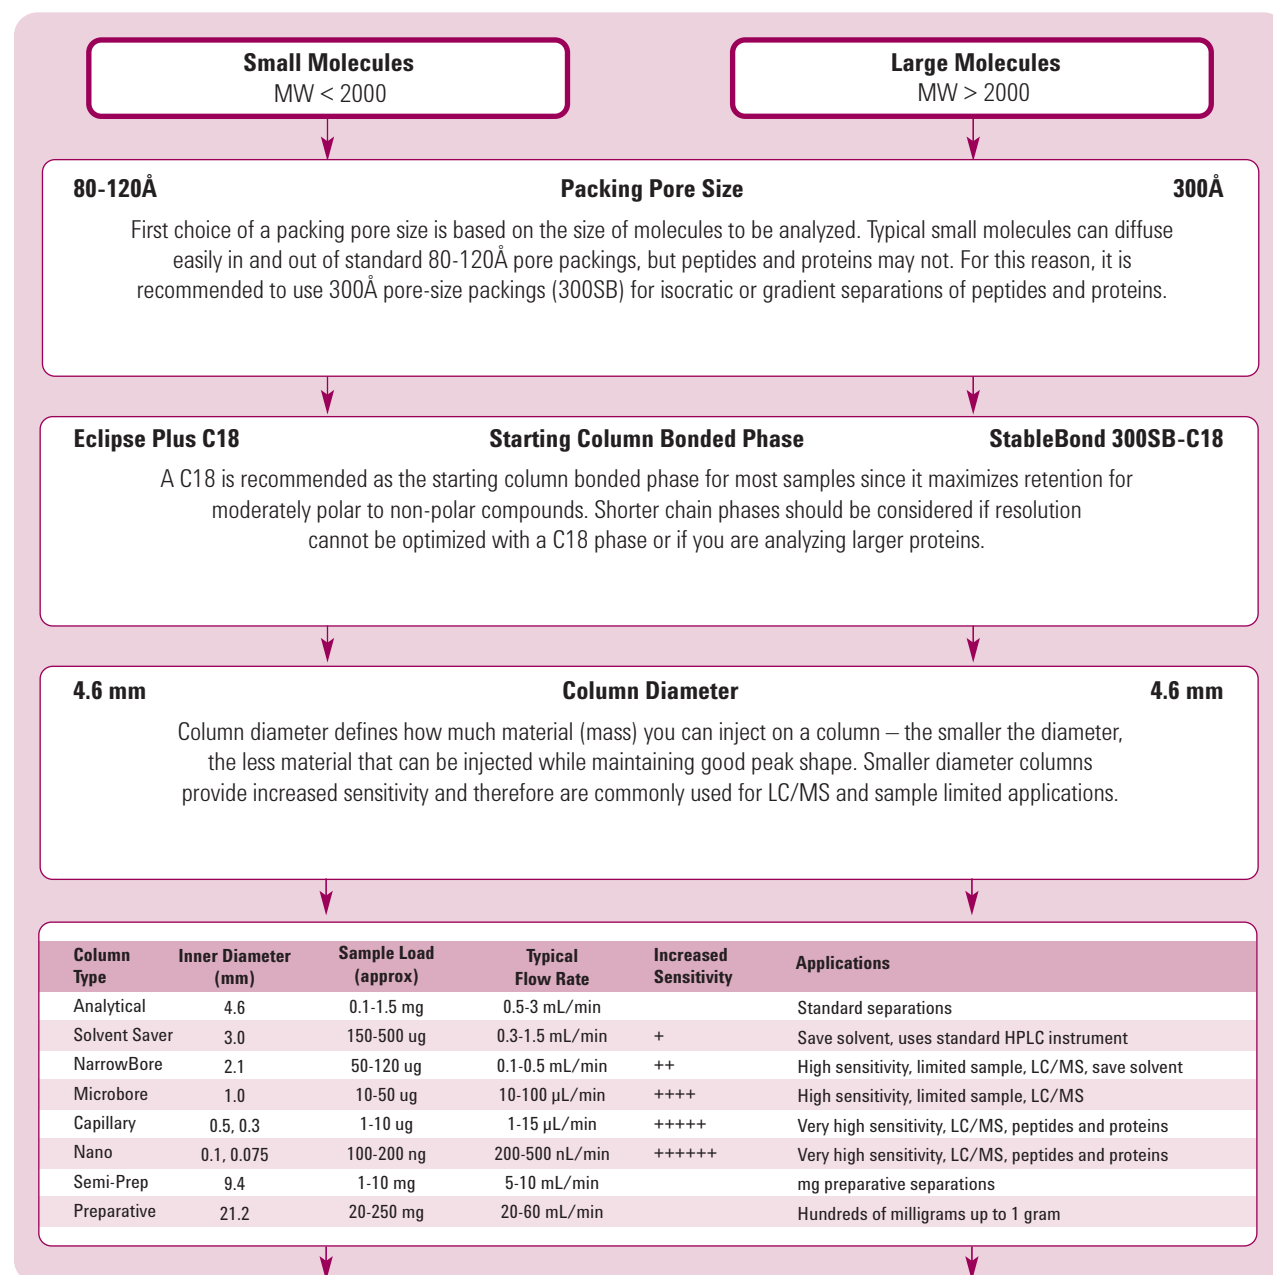 Small Molecules
MW < 2000
Large Molecules
MW > 2000
80-120Å Packing Pore Size 300Å
First choice of a packing pore size is based on the size of molecules to be analyzed. Typical small molecules can diffuse
easily in and out of standard 80-120Å pore packings, but peptides and proteins may not. For this reason, it is
recommended to use 300Å pore-size packings (300SB) for isocratic or gradient separations of peptides and proteins.
Eclipse Plus C18 Starting Column Bonded Phase StableBond 300SB-C18
A C18 is recommended as the starting column bonded phase for most samples since it maximizes retention for
moderately polar to non-polar compounds. Shorter chain phases should be considered if resolution
cannot be optimized with a C18 phase or if you are analyzing larger proteins.
4.6 mm Column Diameter 4.6 mm
Column diameter defines how much material (mass) you can inject on a column – the smaller the diameter,
the less material that can be injected while maintaining good peak shape. Smaller diameter columns
provide increased sensitivity and therefore are commonly used for LC/MS and sample limited applications.
Column Inner Diameter Sample Load Typical Increased Applications
Type (mm) (approx) Flow Rate Sensitivity
Analytical 4.6 0.1-1.5 mg 0.5-3 mL/min Standard separations
Solvent Saver 3.0 150-500 ug 0.3-1.5 mL/min + Save solvent, uses standard HPLC instrument
NarrowBore 2.1 50-120 ug 0.1-0.5 mL/min ++ High sensitivity, limited sample, LC/MS, save solvent
Microbore 1.0 10-50 ug 10-100 µL/min ++++ High sensitivity, limited sample, LC/MS
Capillary 0.5, 0.3 1-10 ug 1-15 µL/min +++++ Very high sensitivity, LC/MS, peptides and proteins
Nano 0.1, 0.075 100-200 ng 200-500 nL/min ++++++ Very high sensitivity, LC/MS, peptides and proteins
Semi-Prep 9.4 1-10 mg 5-10 mL/min mg preparative separations
Preparative 21.2 20-250 mg 20-60 mL/min Hundreds of milligrams up to 1 gram